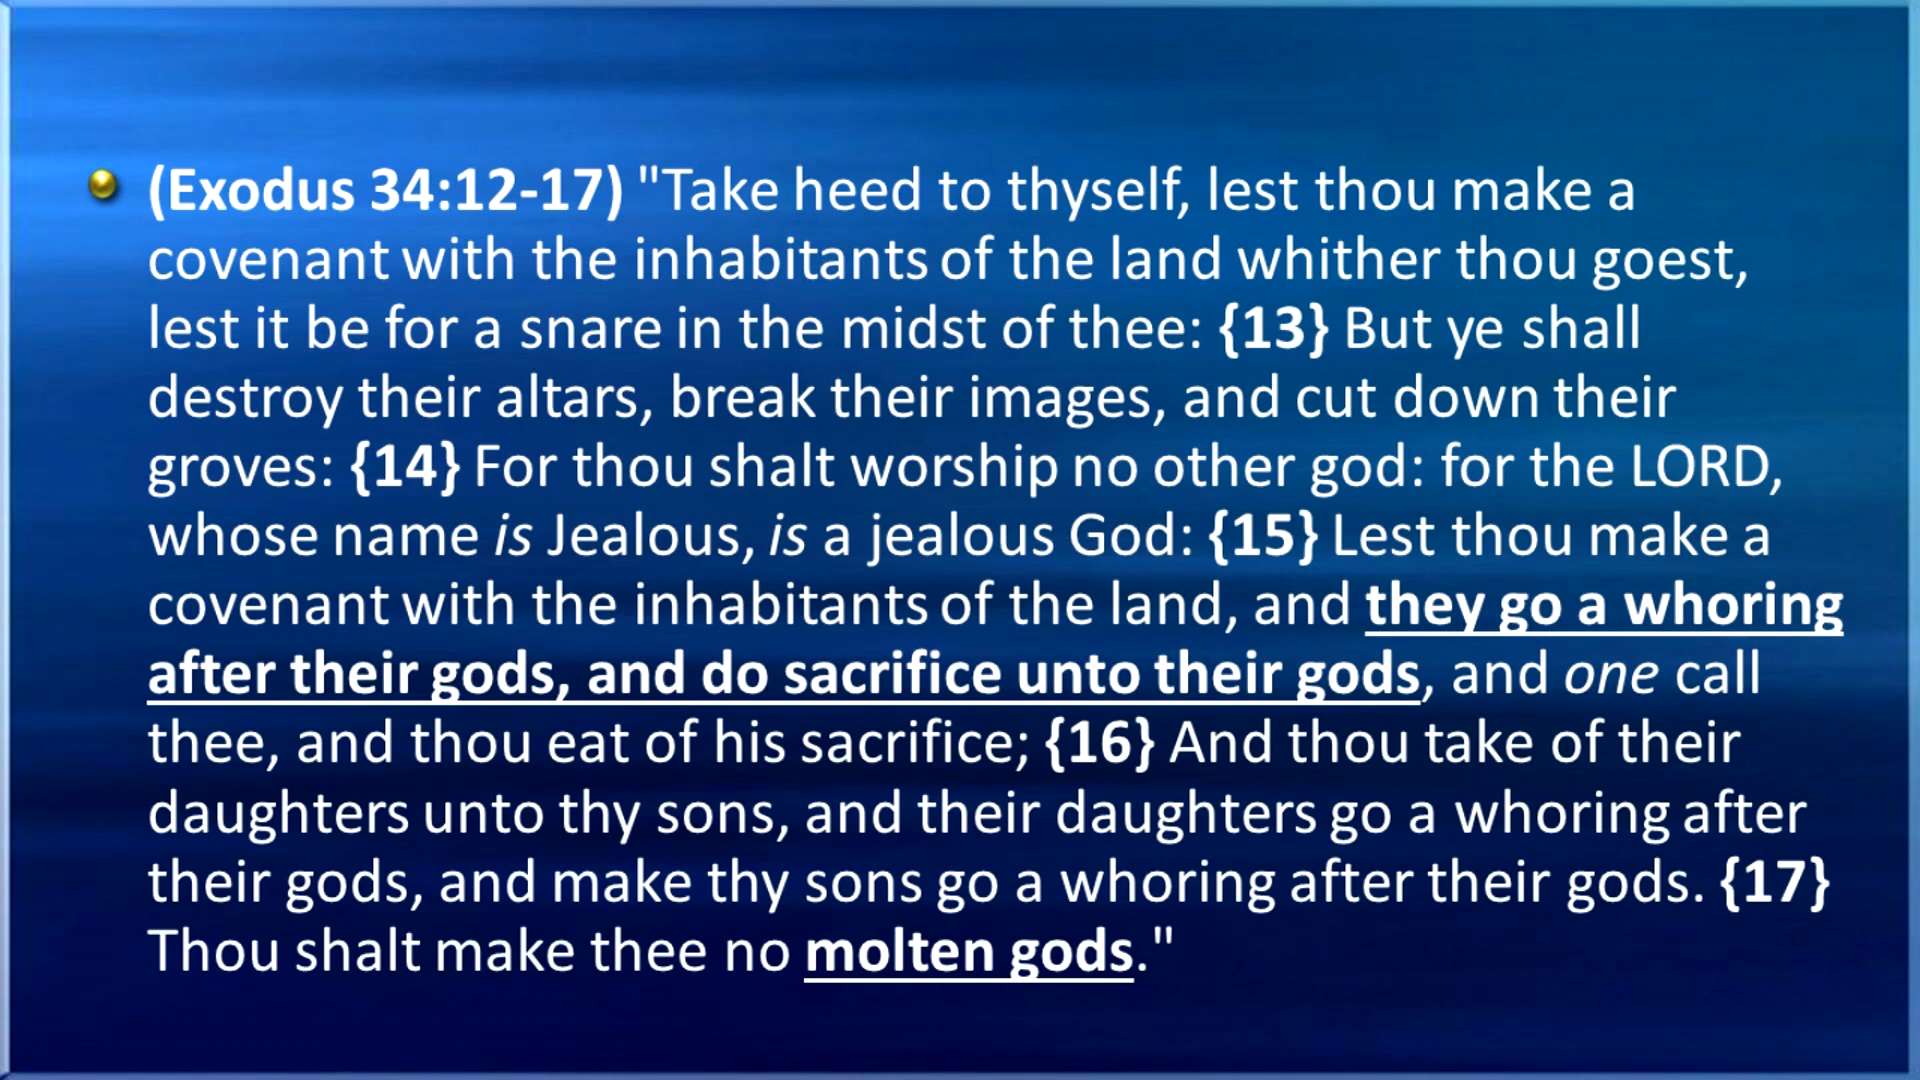 (Exodus 34:12-17) "Take heed to thyself, lest thou make a
covenant with the inhabitants of the land whither thou goest,
lest it be for a snare in the midst of thee: {13} But ye shall
destroy their altars, break their images, and cut down their
groves: {14} For thou shalt worship no other god: for the LORD,
whose name is Jealous, is a jealous God: {15} Lest thou make a
covenant with the inhabitants of the land, and they go a whoring
after their gods, and do sacrifice unto their gods, and one call
thee, and thou eat of his sacrifice; {16} And thou take of their
daughters unto thy sons, and their daughters go a whoring after
their gods, and make thy sons go a whoring after their gods. {17}
Thou shalt make thee no molten gods."